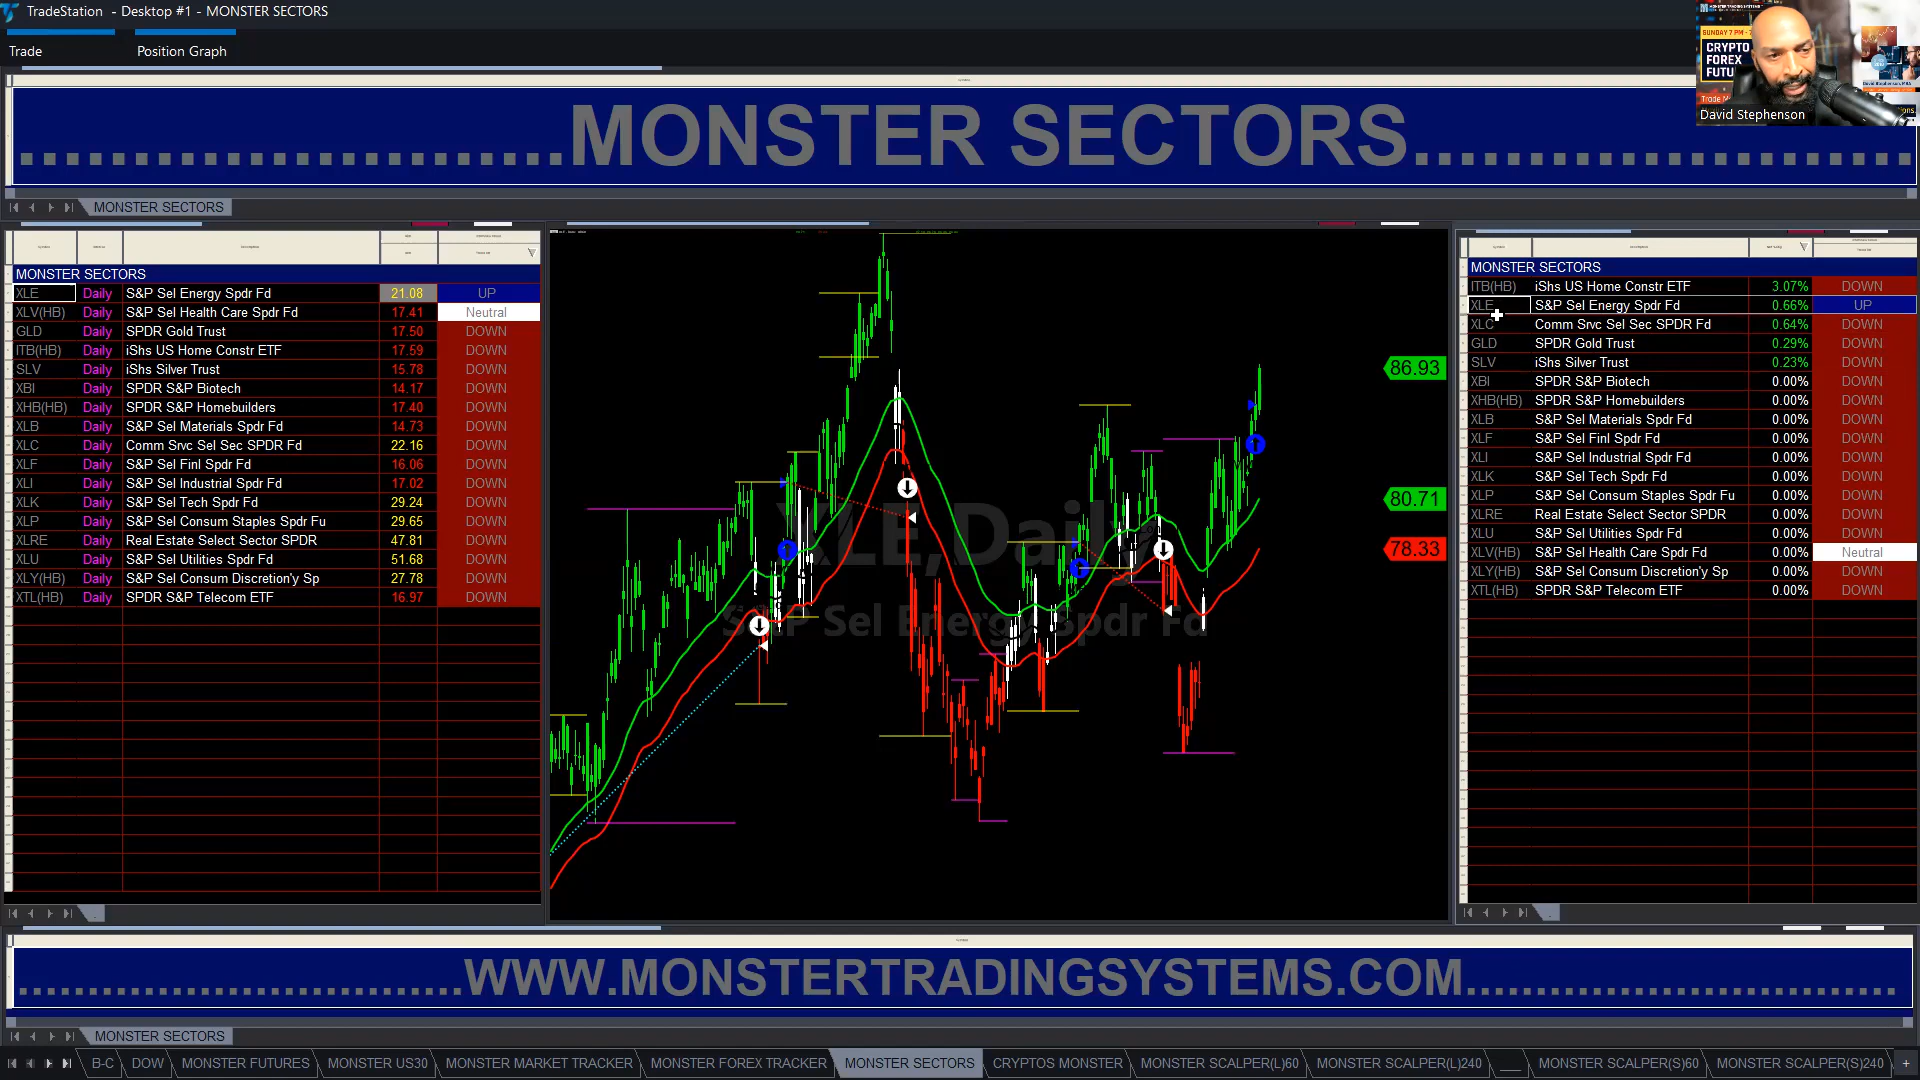 TradeStation - Desktop #1 - MONSTER SECTORS
Trade
Position Graph
SUNDAY 7 PM - 7
CRYPTO
FOREX
FUTU
Trade M
David Stephenson
...MONSTER SECTORS...
MONSTER SECTORS
MONSTER SECTORS
XLE Daily S&P Sel Energy Spdr Fd 21.08 UP
XLV(HB) Daily S&P Sel Health Care Spdr Fd 17.41 Neutral
GLD Daily SPDR Gold Trust 17.50 DOWN
ITB(HB) Daily iShs US Home Constr ETF 17.59 DOWN
SLV Daily iShs Silver Trust 15.78 DOWN
XBI Daily SPDR S&P Biotech 14.17 DOWN
XHB(HB) Daily SPDR S&P Homebuilders 17.40 DOWN
XLB Daily S&P Sel Materials Spdr Fd 14.73 DOWN
XLC Daily Comm Srvc Sel Sec SPDR Fd 22.16 DOWN
XLF Daily S&P Sel Finl Spdr Fd 16.06 DOWN
XLI Daily S&P Sel Industrial Spdr Fd 17.02 DOWN
XLK Daily S&P Sel Tech Spdr Fd 29.24 DOWN
XLP Daily S&P Sel Consum Staples Spdr Fu 29.65 DOWN
XLRE Daily Real Estate Select Sector SPDR 47.81 DOWN
XLU Daily S&P Sel Utilities Spdr Fd 51.68 DOWN
XLY(HB) Daily S&P Sel Consum Discretion'y Sp 27.78 DOWN
XTL(HB) Daily SPDR S&P Telecom ETF 16.97 DOWN
XLE,Daily
S&P Sel Energy Spdr Fd
86.93
80.71
78.33
MONSTER SECTORS
ITB(HB) iShs US Home Constr ETF 3.07% DOWN
XLE S&P Sel Energy Spdr Fd 0.66% UP
XLC Comm Srvc Sel Sec SPDR Fd 0.64% DOWN
GLD SPDR Gold Trust 0.29% DOWN
SLV iShs Silver Trust 0.23% DOWN
XBI SPDR S&P Biotech 0.00% DOWN
XHB(HB) SPDR S&P Homebuilders 0.00% DOWN
XLB S&P Sel Materials Spdr Fd 0.00% DOWN
XLF S&P Sel Finl Spdr Fd 0.00% DOWN
XLI S&P Sel Industrial Spdr Fd 0.00% DOWN
XLK S&P Sel Tech Spdr Fd 0.00% DOWN
XLP S&P Sel Consum Staples Spdr Fu 0.00% DOWN
XLRE Real Estate Select Sector SPDR 0.00% DOWN
XLU S&P Sel Utilities Spdr Fd 0.00% DOWN
XLV(HB) S&P Sel Health Care Spdr Fd 0.00% Neutral
XLY(HB) S&P Sel Consum Discretion'y Sp 0.00% DOWN
XTL(HB) SPDR S&P Telecom ETF 0.00% DOWN
...WWW.MONSTERTRADINGSYSTEMS.COM...
MONSTER SECTORS
B-C DOW MONSTER FUTURES MONSTER US30 MONSTER MARKET TRACKER MONSTER FOREX TRACKER MONSTER SECTORS CRYPTOS MONSTER MONSTER SCALPER(L)60 MONSTER SCALPER(L)240 ___ MONSTER SCALPER(S)60 MONSTER SCALPER(S)240 +